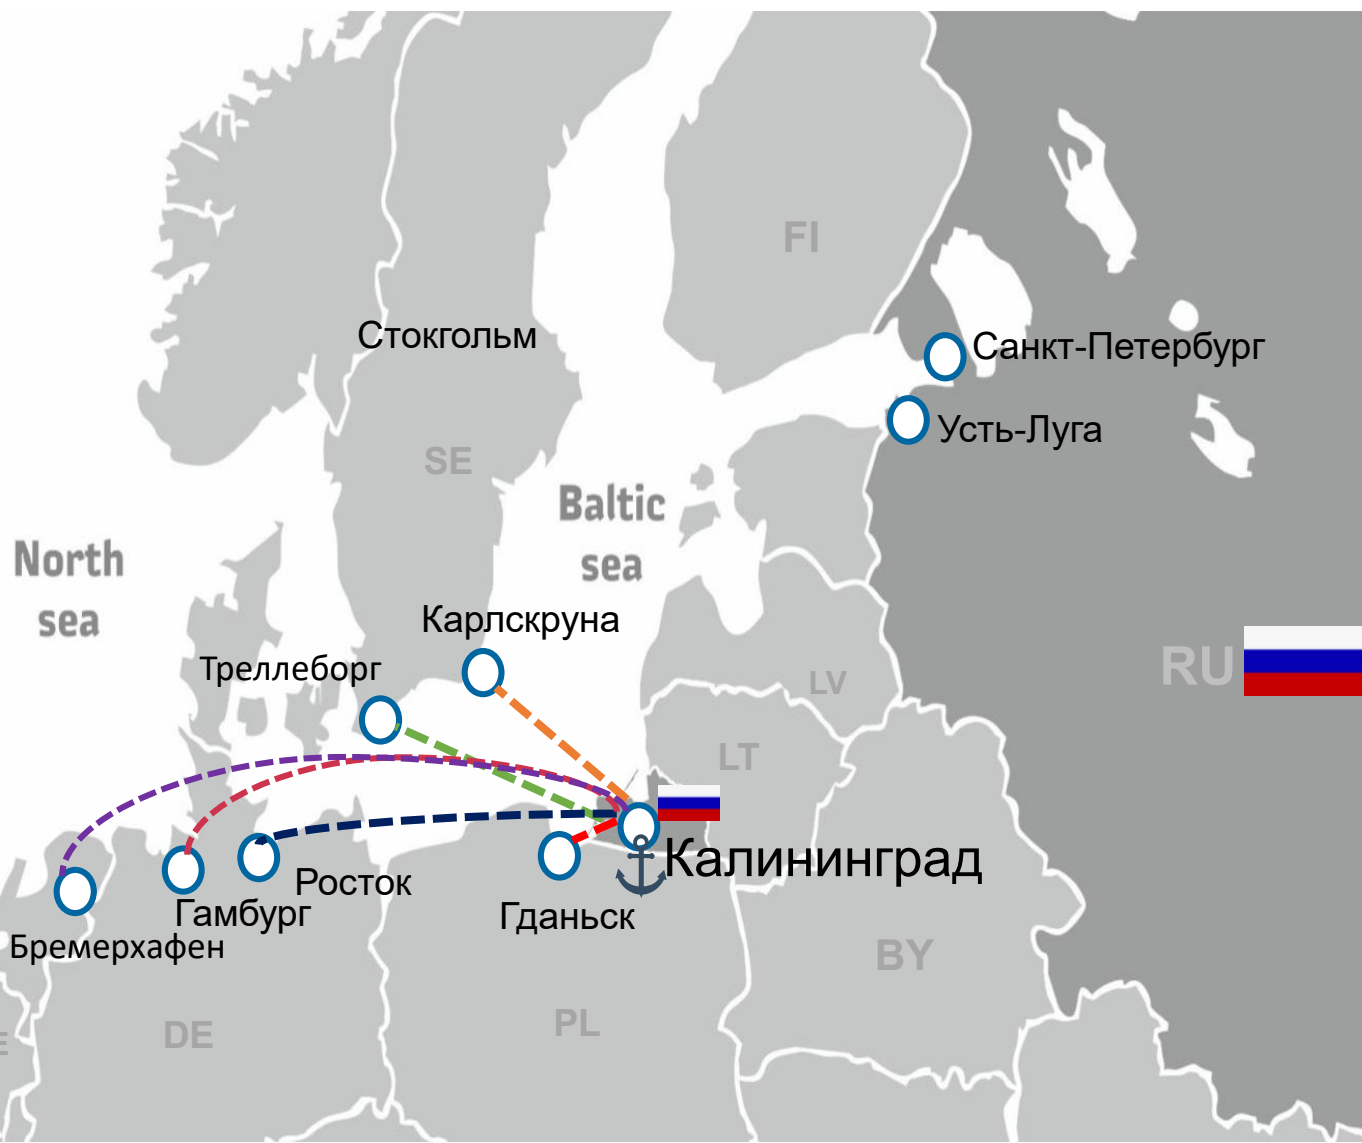 FI
Стокгольм
Санкт-Петербург
Усть-Луга
SE
Baltic
sea
North
sea
Карлскруна
Треллеборг
RU
LV
LT
Калининград
Росток
Гамбург
Гданьск
Бремерхафен
BY
PL
DE
E